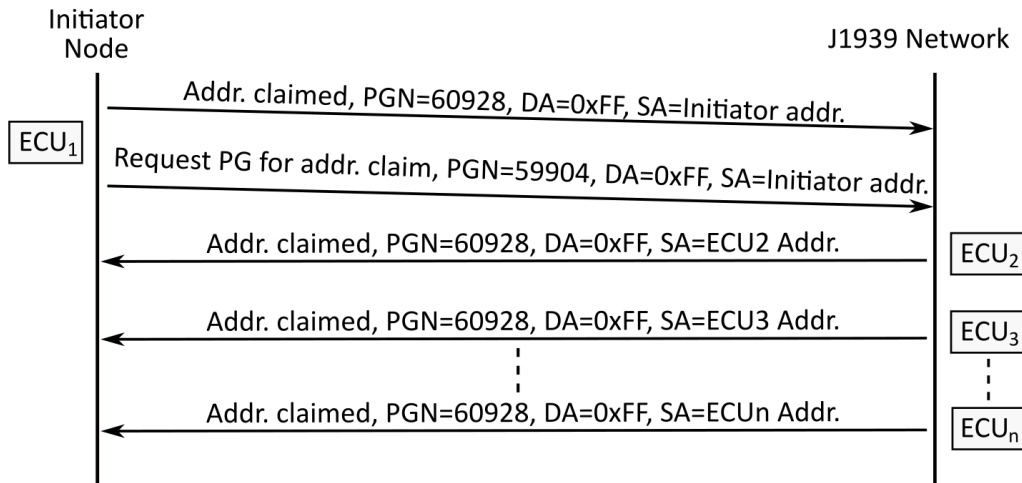 Initiator
Node
J1939 Network
Addr. claimed, PGN=60928, DA=0xFF, SA=Initiator addr.
ECU1
Request PG for addr. claim, PGN=59904, DA=0xFF, SA=Initiator addr.
Addr. claimed, PGN=60928, DA=0xFF, SA=ECU2 Addr.
ECU2
Addr. claimed, PGN=60928, DA=0xFF, SA=ECU3 Addr.
ECU3
Addr. claimed, PGN=60928, DA=0xFF, SA=ECUn Addr.
ECUn